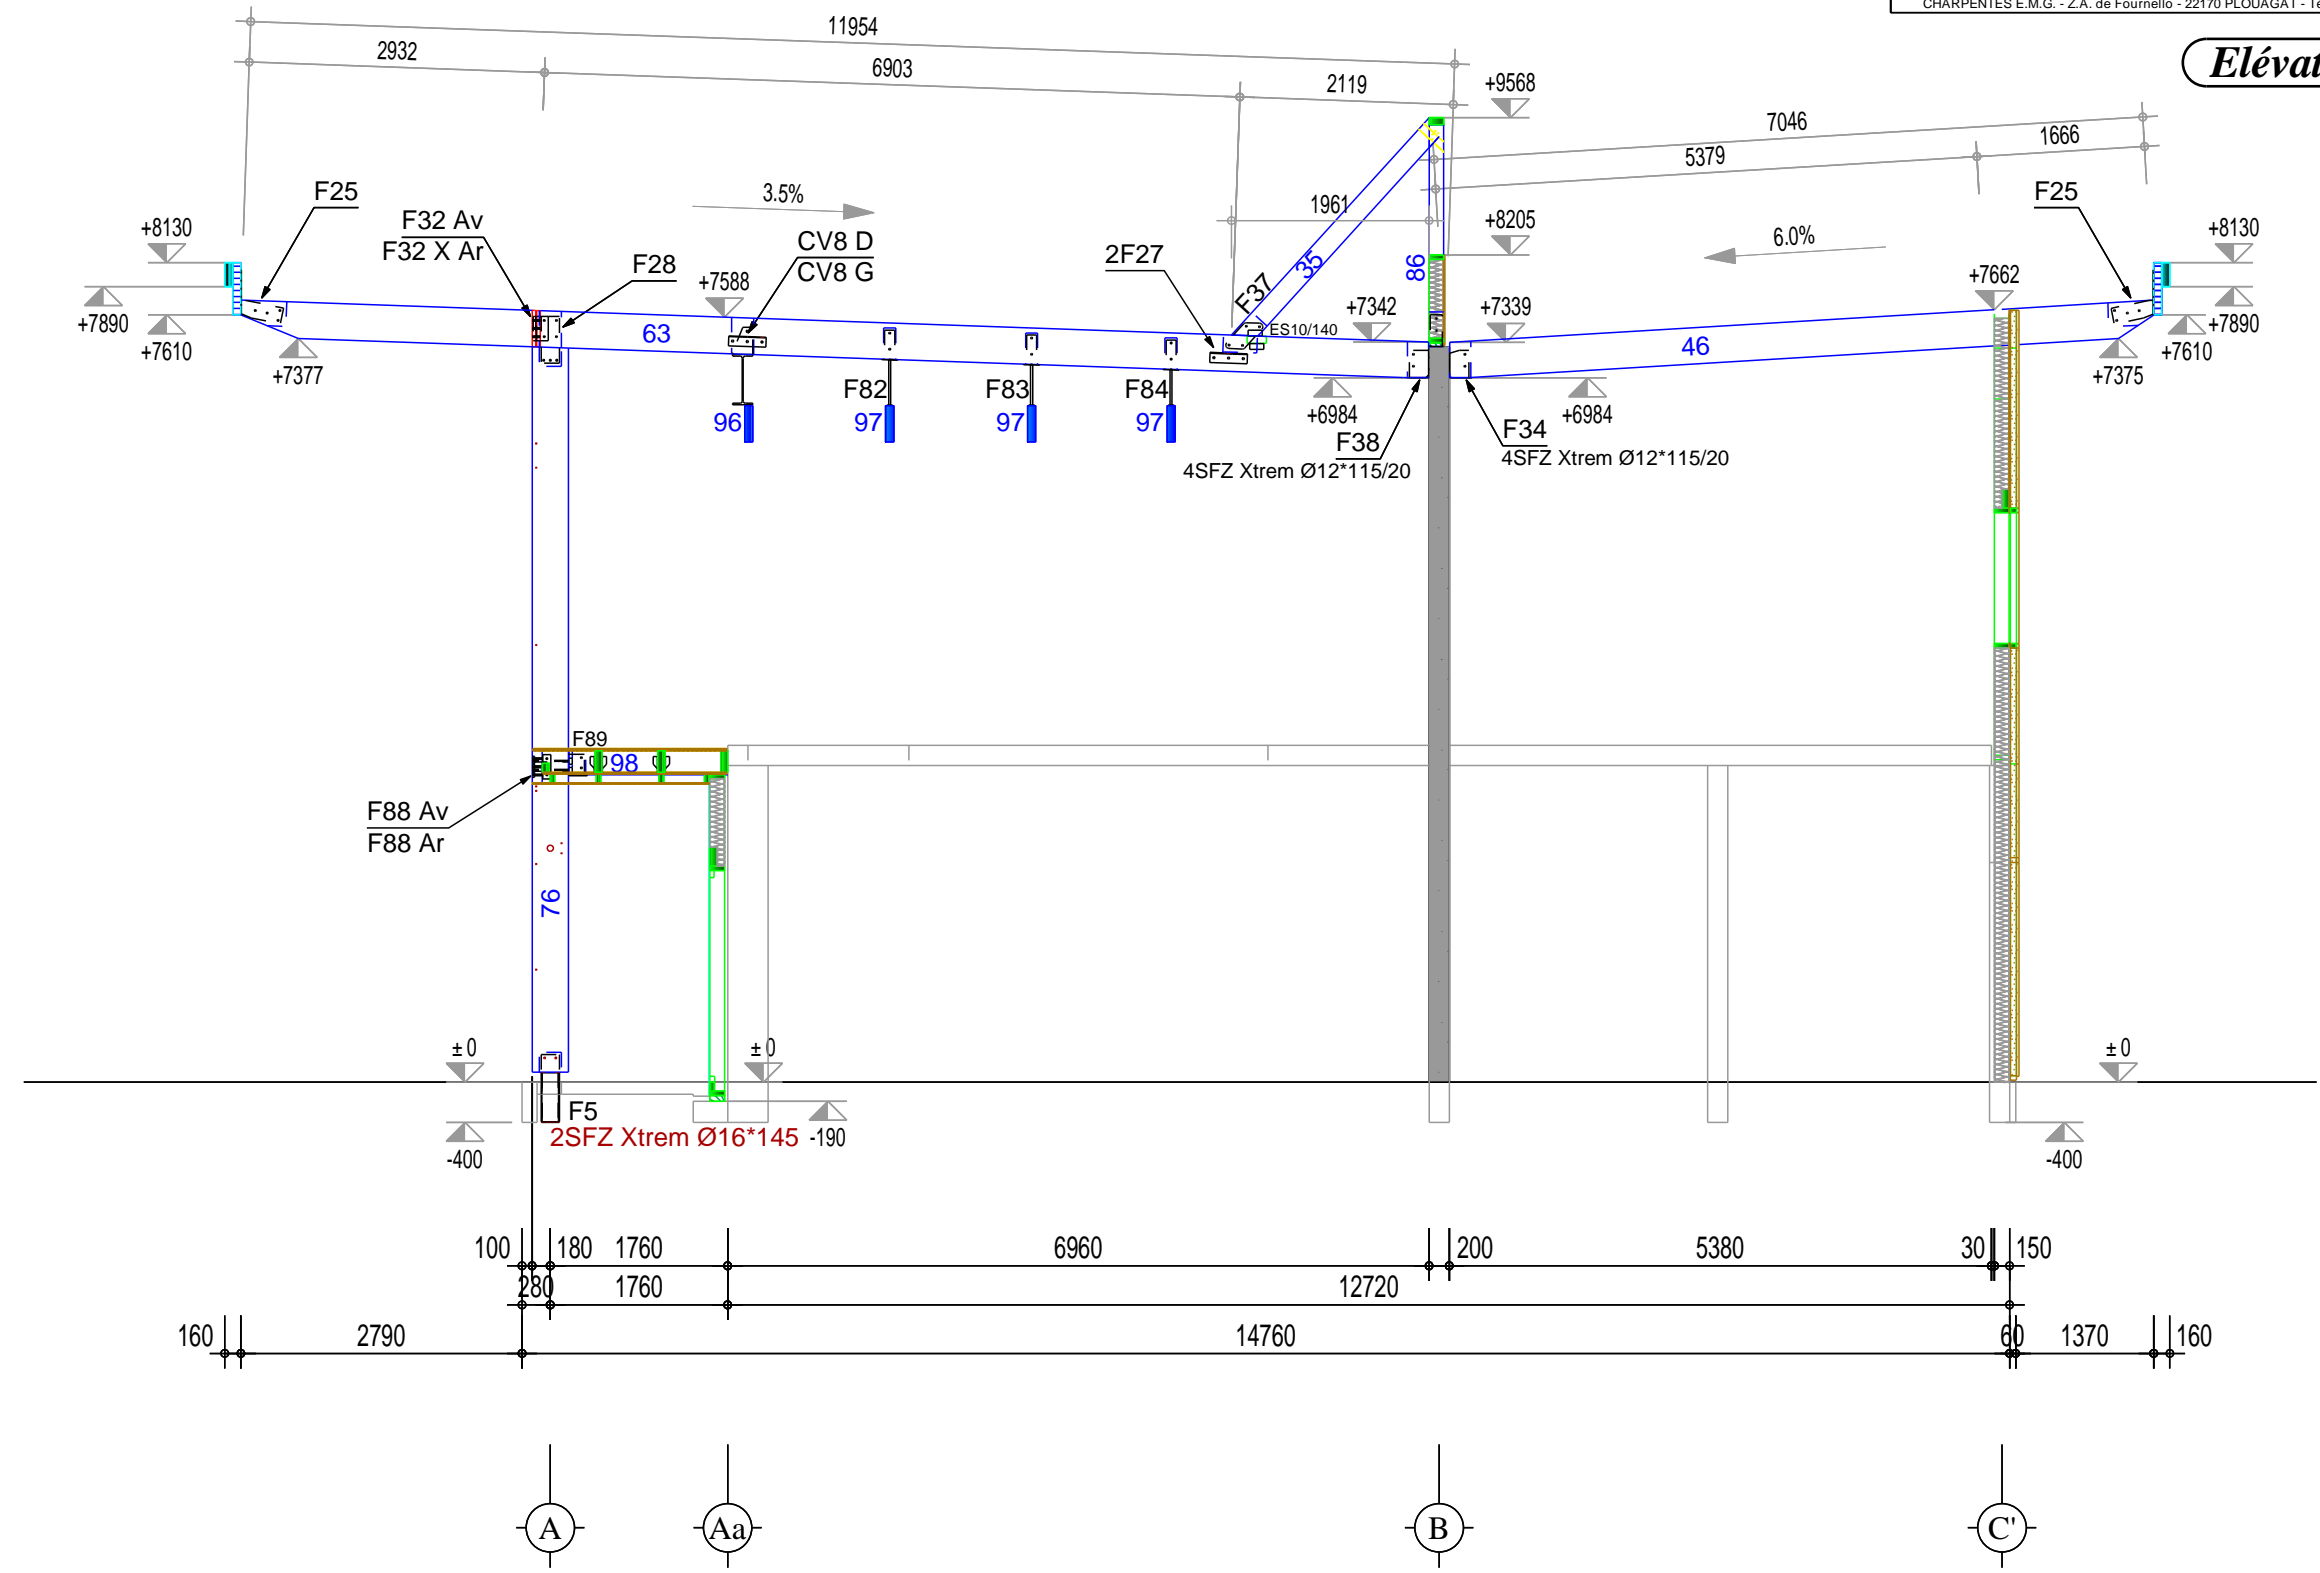 CHARPENTES E.M.G. - Z.A. de Fournello - 22170 PLOUAGAT - Té
Elévat
11954
2932
6903
2119
+9568
7046
5379
1666
1961
3.5%
6.0%
F25
F32 Av
F32 X Ar
F28
CV8 D
CV8 G
2F27
F37
35
86
F25
+8130
+7890
+7610
+7377
+7588
63
ES10/140
+8205
+7342
+7339
+7662
46
+8130
+7890
+7610
+7375
F82
F83
F84
96
97
97
97
+6984
+6984
F38
4SFZ Xtrem Ø12*115/20
F34
4SFZ Xtrem Ø12*115/20
F89
98
F88 Av
F88 Ar
76
± 0
± 0
± 0
F5
2SFZ Xtrem Ø16*145
-190
-400
-400
100
180
1760
6960
200
5380
30
150
280
1760
12720
160
2790
14760
60
1370
160
A
Aa
B
C'